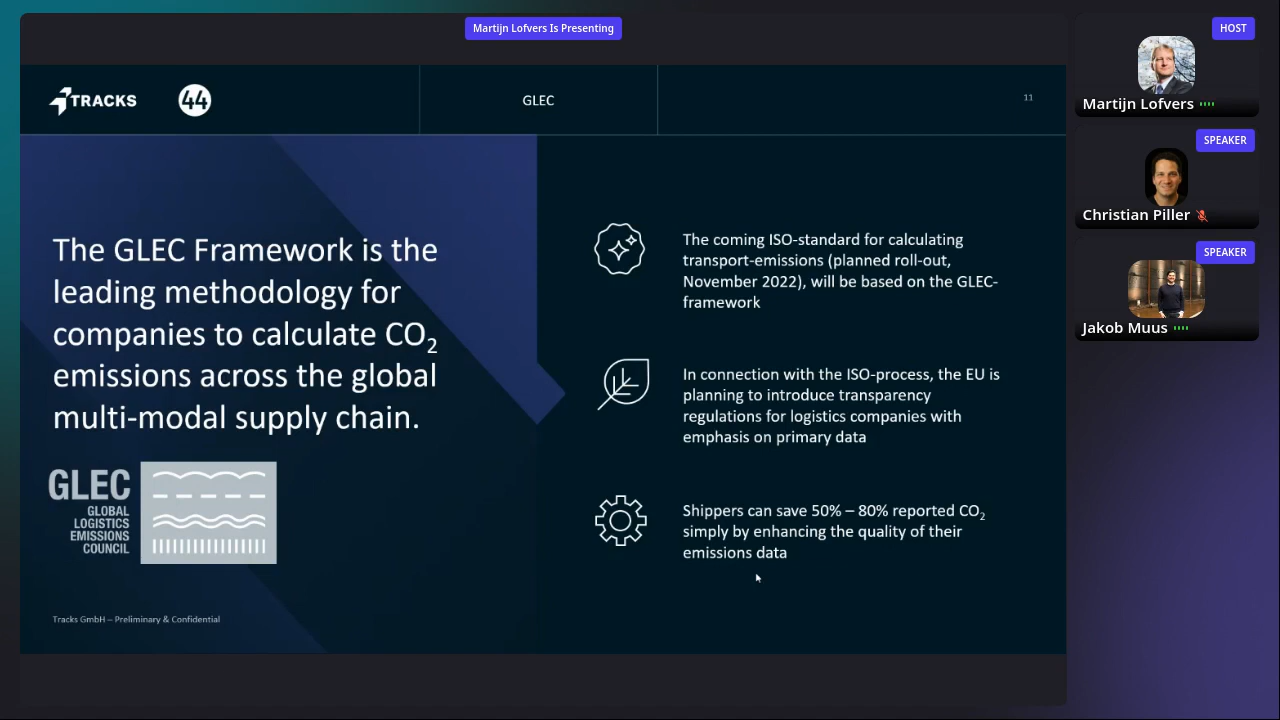 Martijn Lofvers Is Presenting
TRACKS
44
GLEC
11
The GLEC Framework is the
leading methodology for
companies to calculate CO₂
emissions across the global
multi-modal supply chain.
GLEC
GLOBAL
LOGISTICS
EMISSIONS
COUNCIL
Tracks GmbH – Preliminary & Confidential
The coming ISO-standard for calculating
transport-emissions (planned roll-out,
November 2022), will be based on the GLEC-
framework
In connection with the ISO-process, the EU is
planning to introduce transparency
regulations for logistics companies with
emphasis on primary data
Shippers can save 50% – 80% reported CO₂
simply by enhancing the quality of their
emissions data
HOST
Martijn Lofvers
SPEAKER
Christian Piller
SPEAKER
Jakob Muus